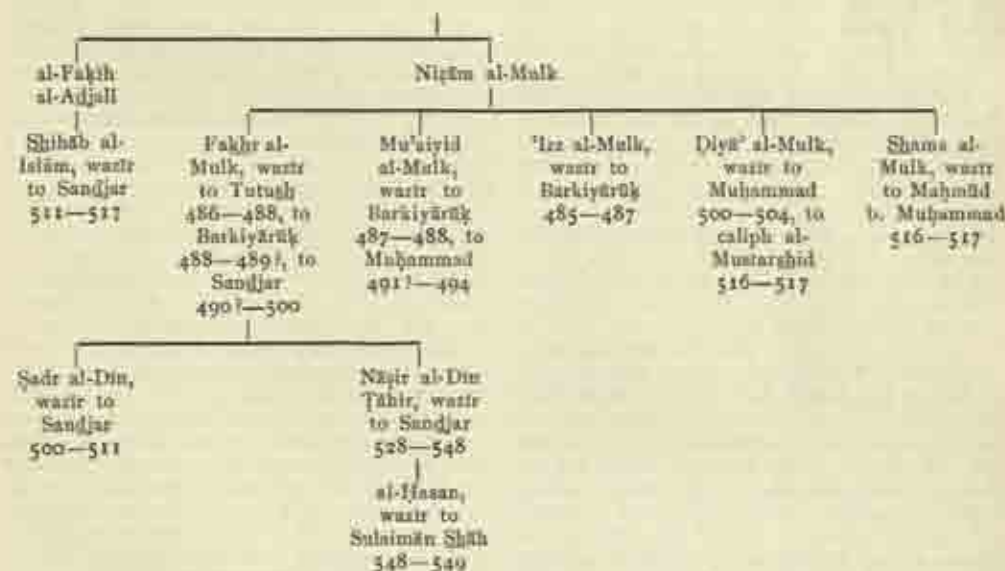 al-Faḳīh
al-Adjall
Niẓām al-Mulk
Shihāb al-
Islām, wazīr
to Sandjar
511—517
Fakhr al-
Mulk, wazīr
to Tutush
486—488, to
Barkiyārūḳ
488—489?, to
Sandjar
490?—500
Mu'aiyid
al-Mulk,
wazīr to
Barkiyārūḳ
487—488, to
Muḥammad
491?—494
'Izz al-Mulk,
wazīr to
Barkiyārūḳ
485—487
Ḍiyā' al-Mulk,
wazīr to
Muḥammad
500—504, to
caliph al-
Mustarshid
516—517
Shams al-
Mulk, wazīr
to Maḥmūd
b. Muḥammad
516—517
Ṣadr al-Dīn,
wazīr to
Sandjar
500—511
Nāṣir al-Dīn
Ṭāhir, wazīr
to Sandjar
528—548
al-Ḥasan,
wazīr to
Sulaimān Shāh
548—549